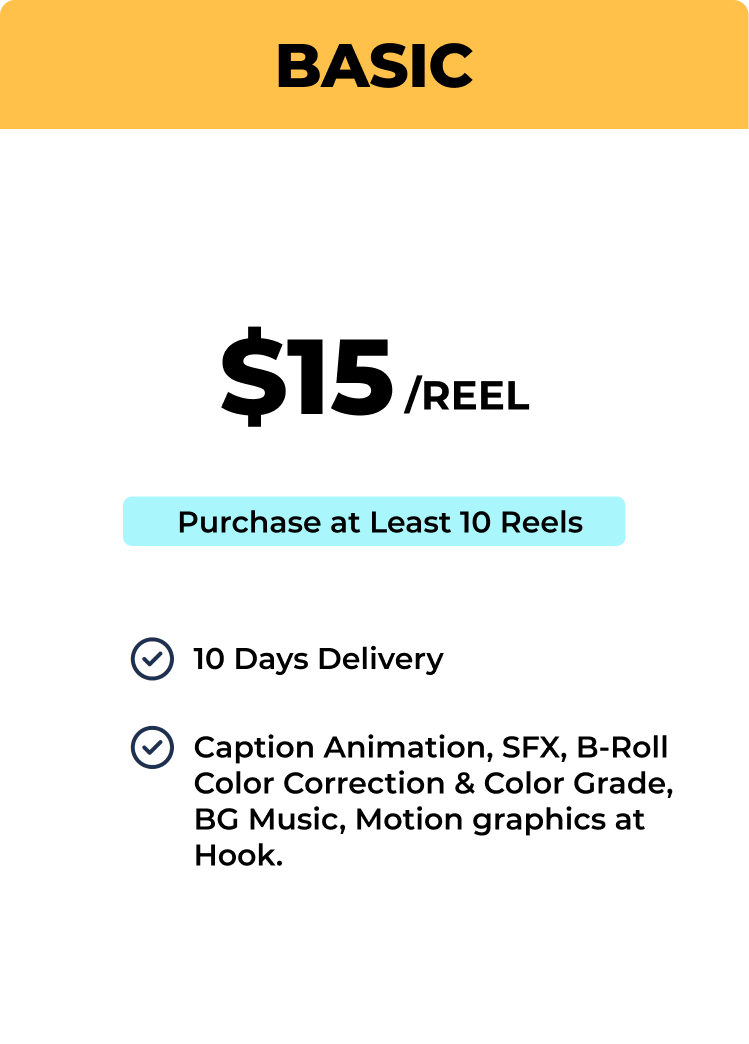 BASIC
$15 /REEL
Purchase at Least 10 Reels
10 Days Delivery
Caption Animation, SFX, B-Roll
Color Correction & Color Grade,
BG Music, Motion graphics at
Hook.